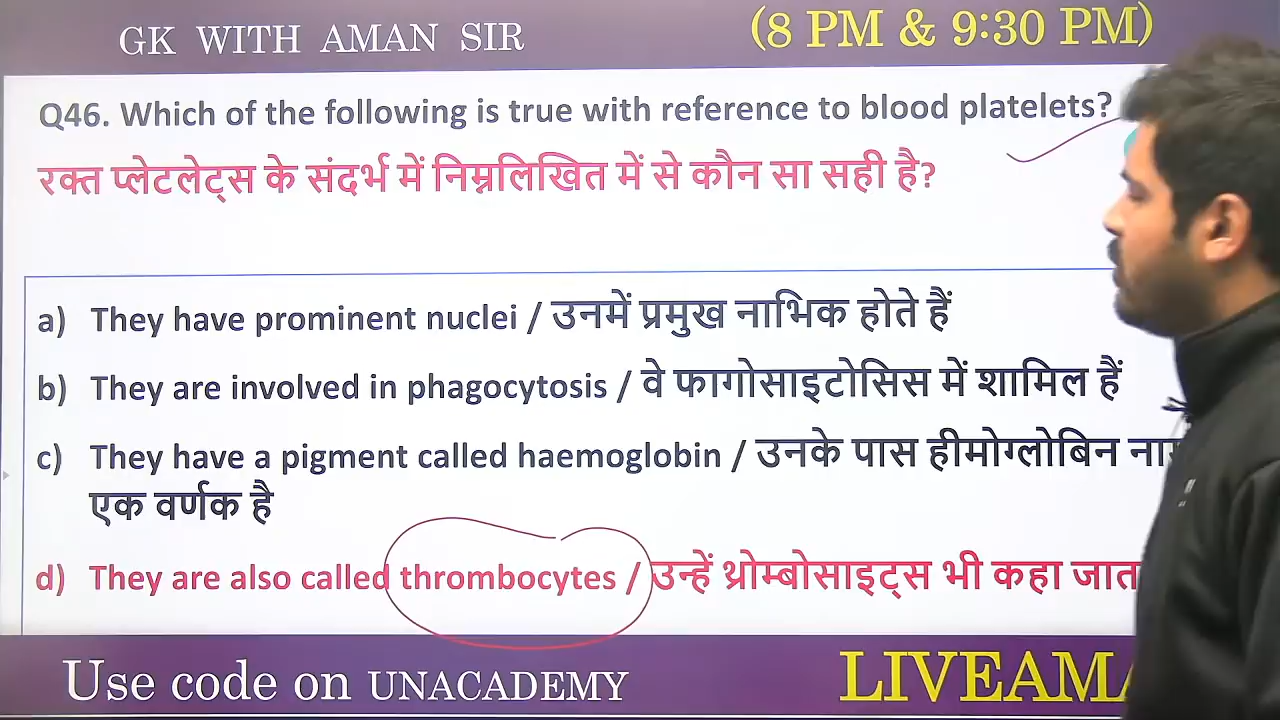 GK WITH AMAN SIR
(8 PM & 9:30 PM)
Q46. Which of the following is true with reference to blood platelets?
रक्त प्लेटलेट्स के संदर्भ में निम्नलिखित में से कौन सा सही है?
a) They have prominent nuclei / उनमें प्रमुख नाभिक होते हैं
b) They are involved in phagocytosis / वे फागोसाइटोसिस में शामिल हैं
c) They have a pigment called haemoglobin / उनके पास हीमोग्लोबिन
एक वर्णक है
d) They are also called thrombocytes / उन्हें थ्रोम्बोसाइट्स भी कहा
Use code on UNACADEMY